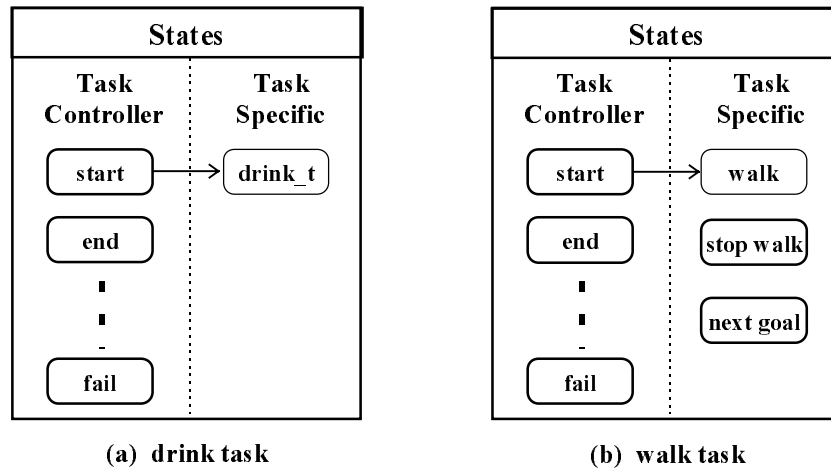 States
Task
Controller
Task
Specific
start
drink_t
end
fail
(a) drink task
States
Task
Controller
Task
Specific
start
walk
end
stop walk
next goal
fail
(b) walk task